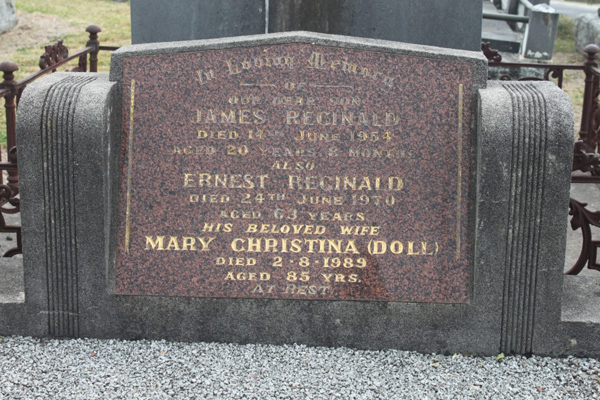 In Loving Memory
OF
OUR DEAR SON
JAMES REGINALD
DIED 14TH JUNE 1954
AGED 20 YEARS 8 MONTHS
ALSO
ERNEST REGINALD
DIED 24TH JUNE 1970
AGED 63 YEARS
HIS BELOVED WIFE
MARY CHRISTINA (DOLL)
DIED 2-8-1989
AGED 85 YRS.
AT REST.